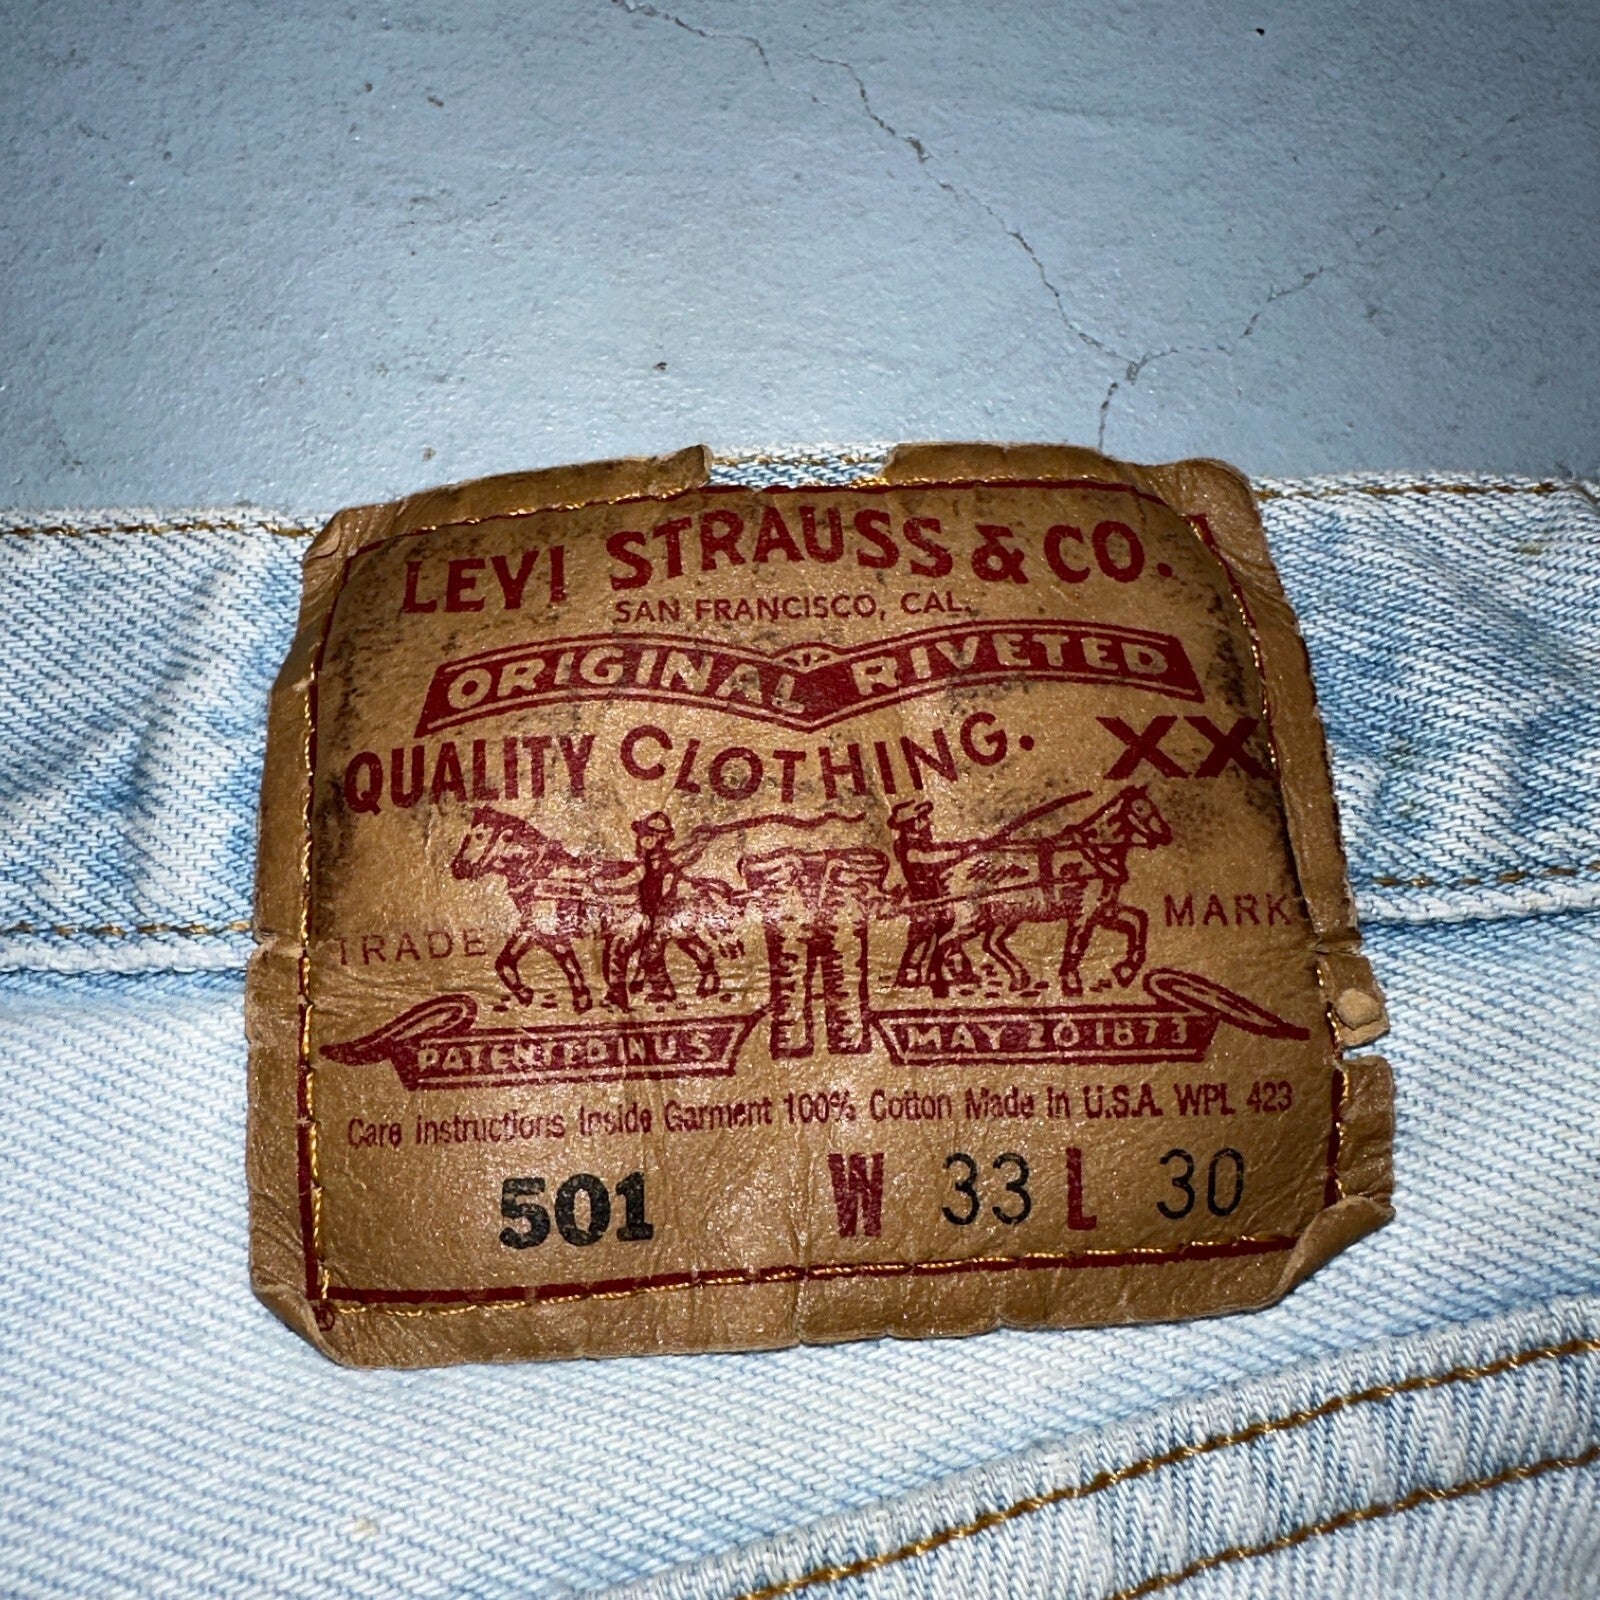 LEVI STRAUSS & CO.
SAN FRANCISCO, CAL.
ORIGINAL RIVETED
QUALITY CLOTHING. XX
TRADE MARK
PATENTED IN U S MAY 20 1873
Care Instructions Inside Garment 100% Cotton Made in U.S.A. WPL 423
501 W 33 L 30
®